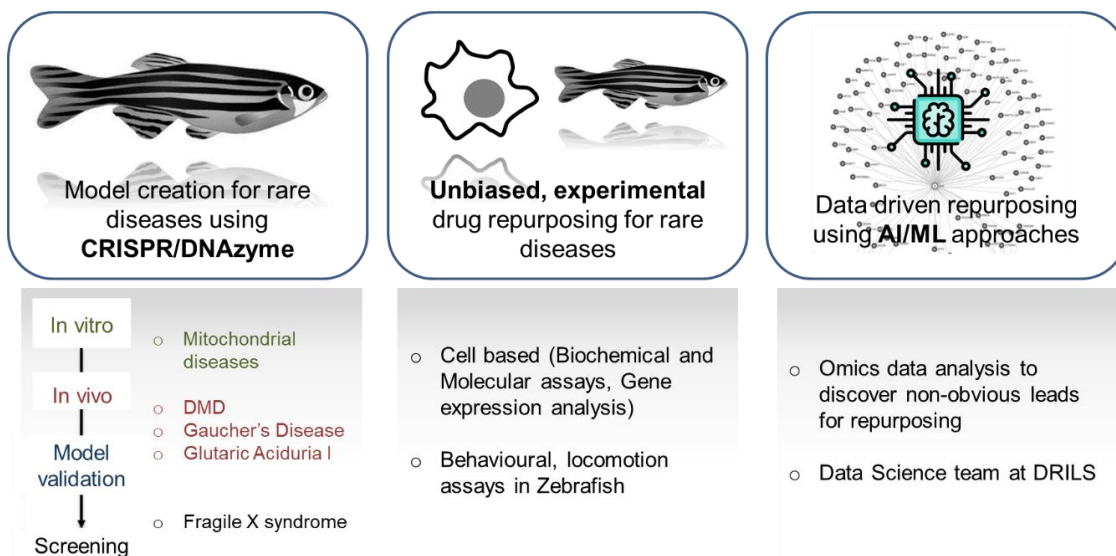 Model creation for rare
diseases using
CRISPR/DNAzyme
Unbiased, experimental
drug repurposing for rare
diseases
Data driven repurposing
using AI/ML approaches
In vitro
In vivo
Model
validation
Screening
○ Mitochondrial
diseases
○ DMD
○ Gaucher's Disease
○ Glutaric Aciduria I
○ Fragile X syndrome
○ Cell based (Biochemical and
Molecular assays, Gene
expression analysis)
○ Behavioural, locomotion
assays in Zebrafish
○ Omics data analysis to
discover non-obvious leads
for repurposing
○ Data Science team at DRILS